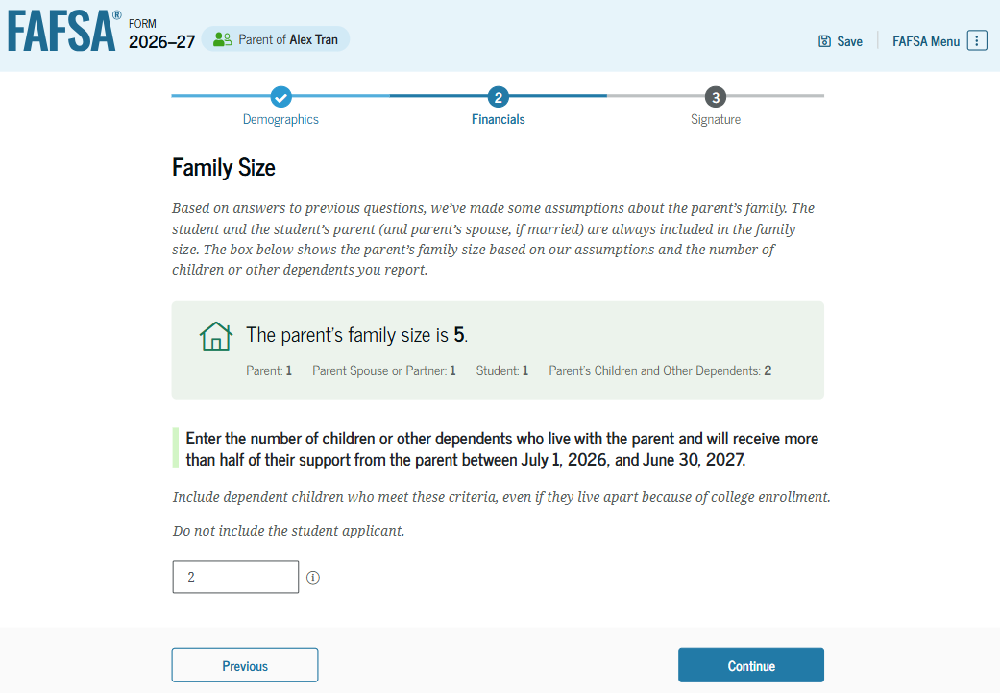 FAFSA® FORM 2026–27 Parent of Alex Tran Save FAFSA Menu
2 3
Demographics Financials Signature
Family Size
Based on answers to previous questions, we've made some assumptions about the parent's family. The
student and the student's parent (and parent's spouse, if married) are always included in the family
size. The box below shows the parent's family size based on our assumptions and the number of
children or other dependents you report.
The parent's family size is 5.
Parent: 1 Parent Spouse or Partner: 1 Student: 1 Parent's Children and Other Dependents: 2
Enter the number of children or other dependents who live with the parent and will receive more
than half of their support from the parent between July 1, 2026, and June 30, 2027.
Include dependent children who meet these criteria, even if they live apart because of college enrollment.
Do not include the student applicant.
2
Previous Continue